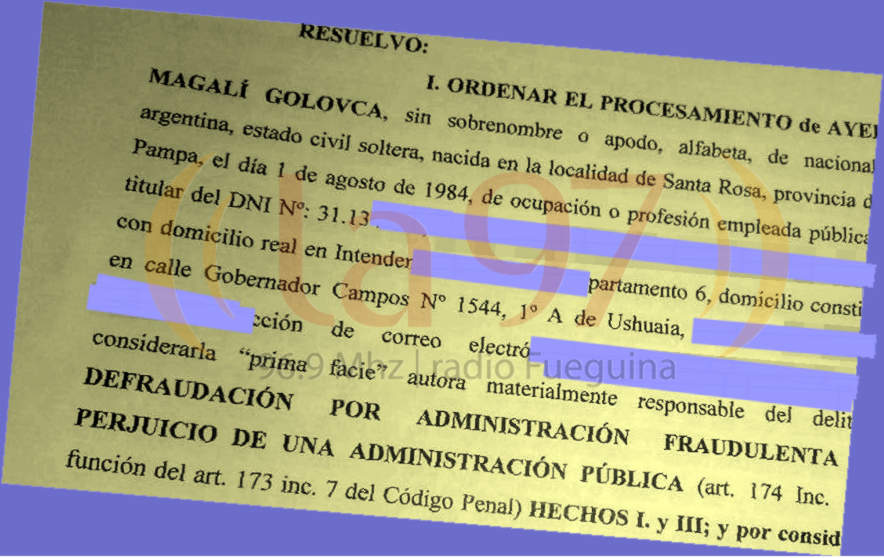 RESUELVO:
I. ORDENAR EL PROCESAMIENTO de AYE
MAGALÍ GOLOVCA, sin sobrenombre o apodo, alfabeta, de nacional
argentina, estado civil soltera, nacida en la localidad de Santa Rosa, provincia d
Pampa, el día 1 de agosto de 1984, de ocupación o profesión empleada pública
titular del DNI Nº: 31.13
con domicilio real en Intender partamento 6, domicilio consti
en calle Gobernador Campos Nº 1544, 1º A de Ushuaia,
cción de correo electró
considerarla “prima facie” autora materialmente responsable del delit
DEFRAUDACIÓN POR ADMINISTRACIÓN FRAUDULENTA
PERJUICIO DE UNA ADMINISTRACIÓN PÚBLICA (art. 174 Inc.
función del art. 173 inc. 7 del Código Penal) HECHOS I. y III; y por consid
la97
96.9 Mhz | radio Fueguina